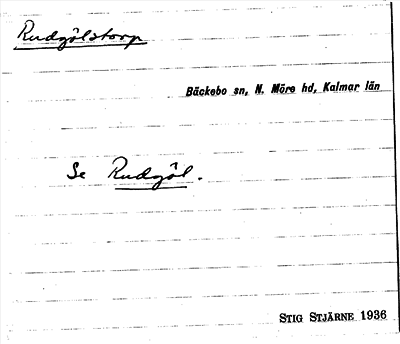 Rudgölstorp
Bäckebo sn, N. Möre hd, Kalmar län
Se Rudgöl.
STIG STJÄRNE 1936